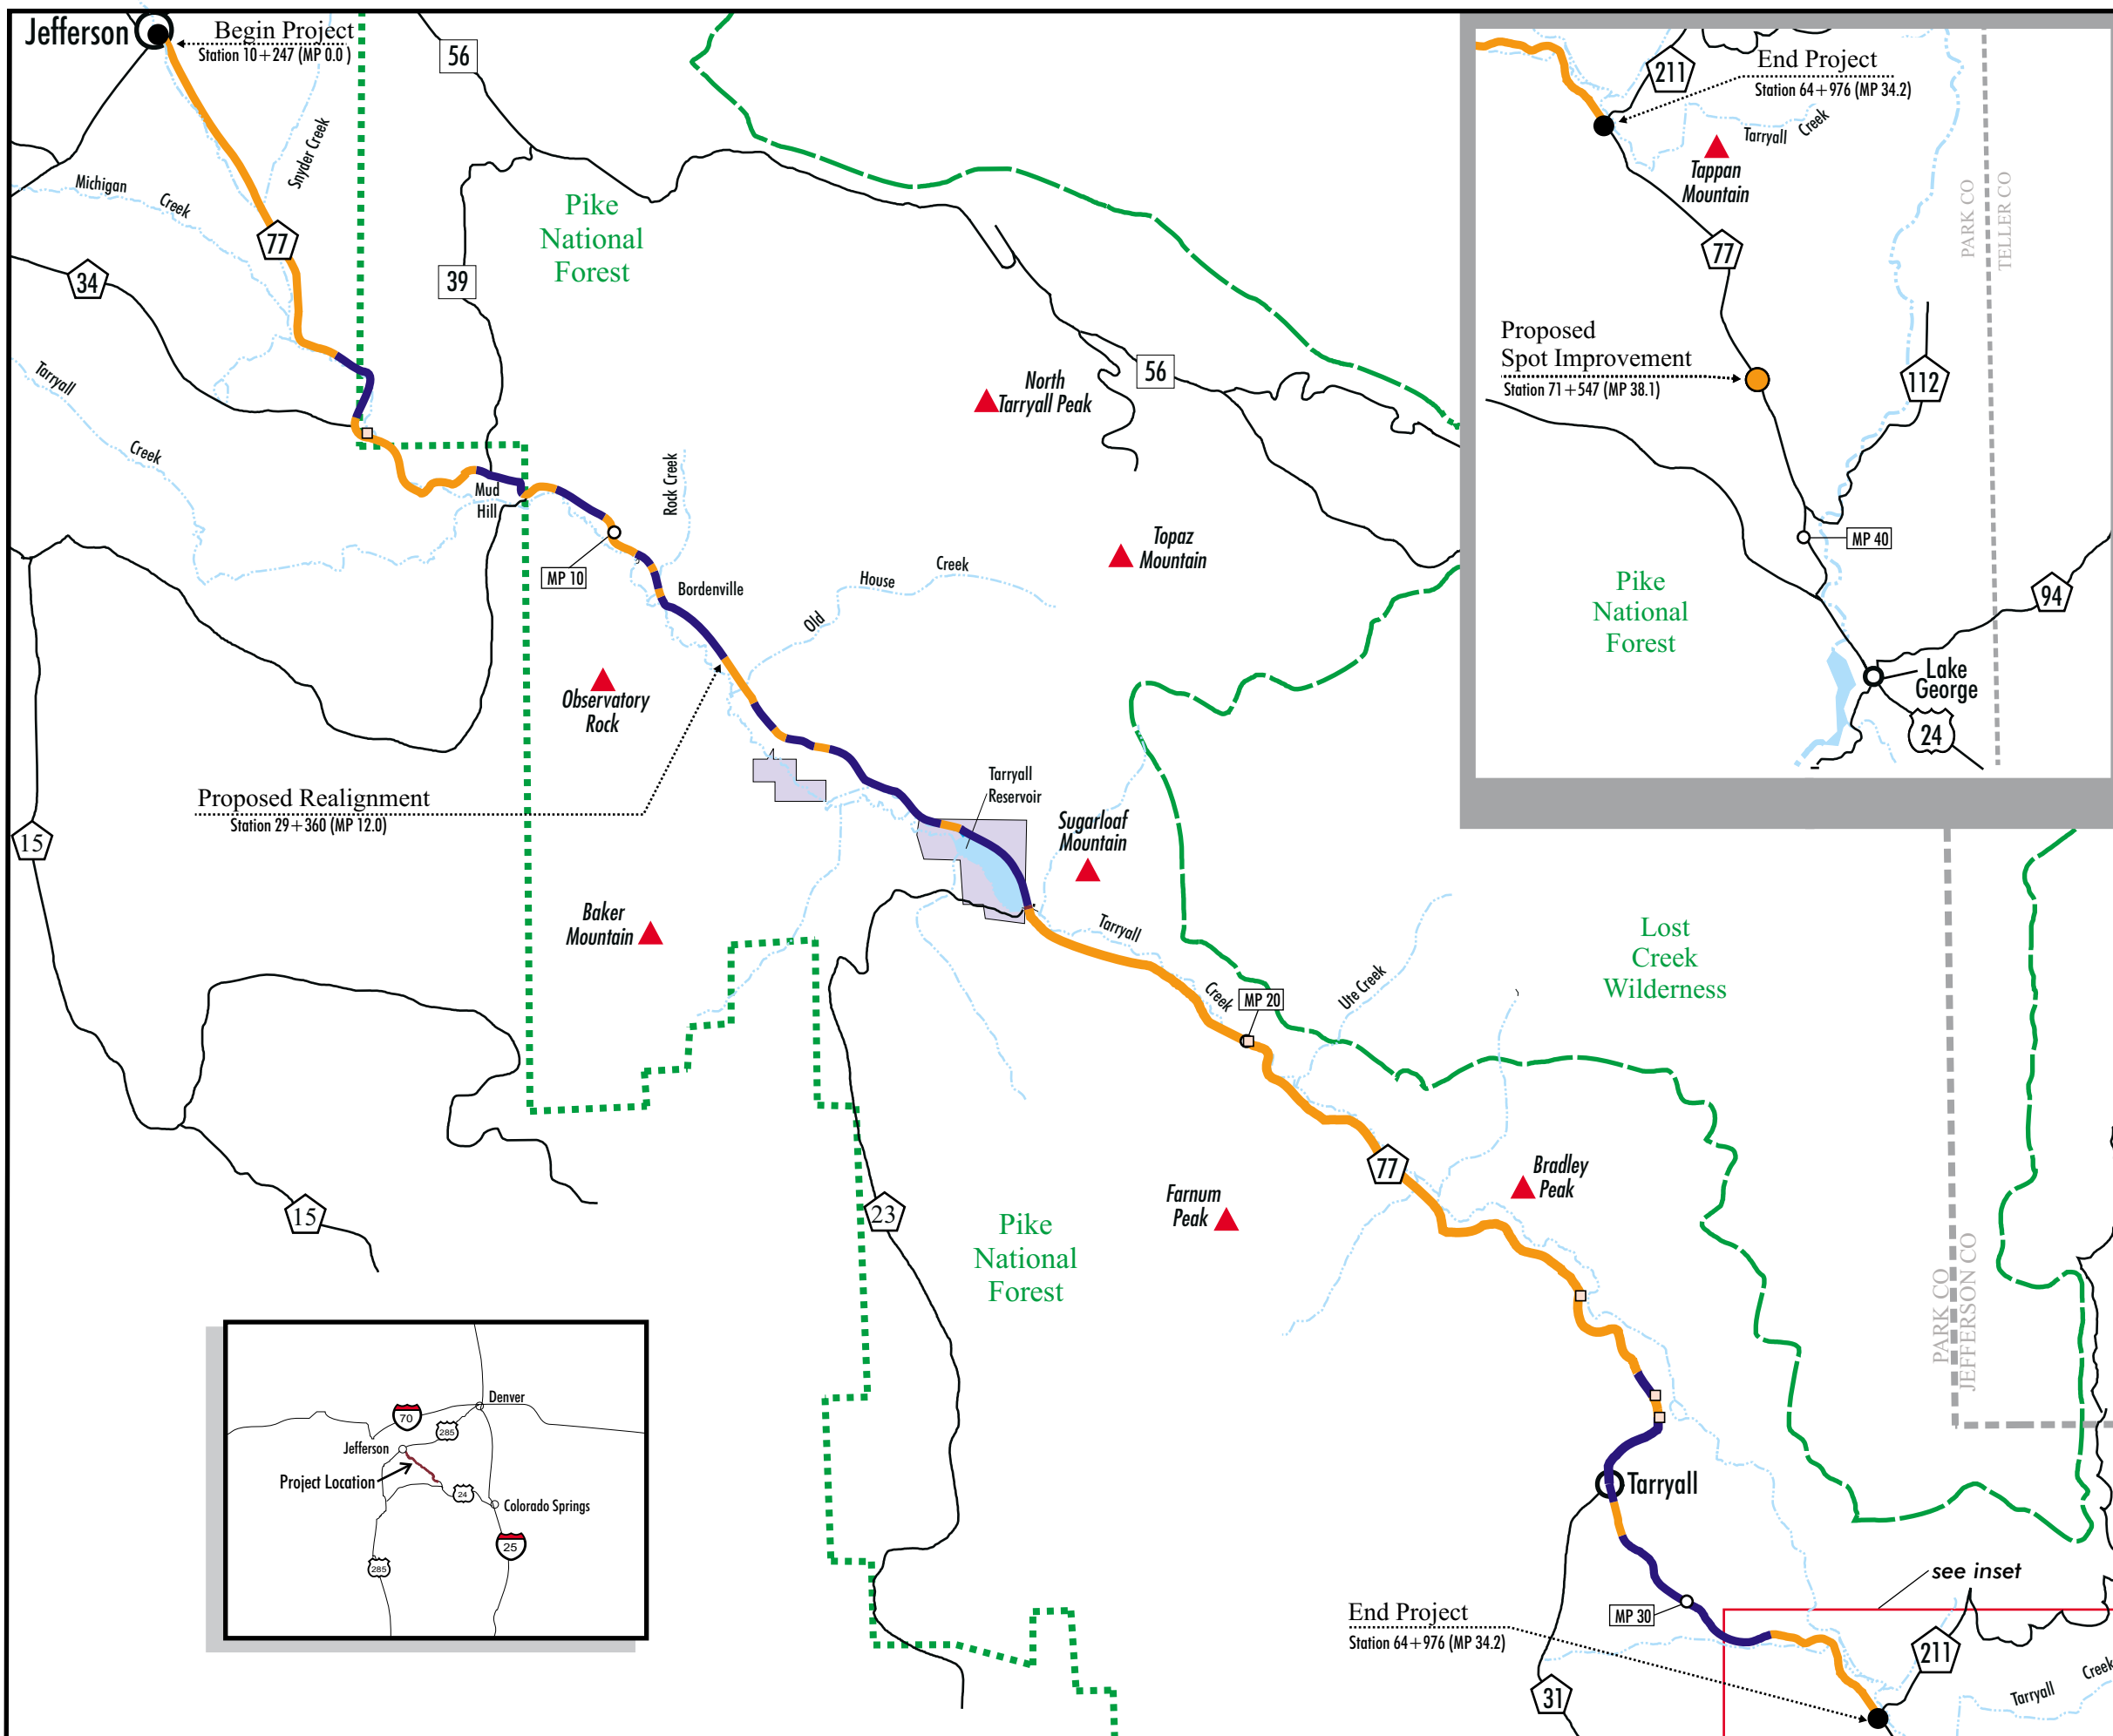 Jefferson
Begin Project
Station 10+247 (MP 0.0 )
56
Snyder Creek
Michigan
Creek
77
34
39
Pike
National
Forest
Tarryall
Creek
North
Tarryall Peak
56
Mud
Hill
Rock Creek
MP 10
Bordenville
Topaz
Mountain
House
Creek
Old
Observatory
Rock
Proposed Realignment
Station 29+360 (MP 12.0)
15
Tarryall
Reservoir
Sugarloaf
Mountain
Baker
Mountain
Tarryall
Creek
MP 20
Ute Creek
Lost
Creek
Wilderness
77
Bradley
Peak
Farnum
Peak
23
15
Pike
National
Forest
PARK CO
JEFFERSON CO
Tarryall
see inset
MP 30
End Project
Station 64+976 (MP 34.2)
31
211
Tarryall
Creek
211
End Project
Station 64+976 (MP 34.2)
Tarryall
Creek
Tappan
Mountain
PARK CO
TELLER CO
77
Proposed
Spot Improvement
Station 71+547 (MP 38.1)
112
MP 40
Pike
National
Forest
94
Lake
George
24
Denver
70
285
Jefferson
Project Location
24
Colorado Springs
25
285